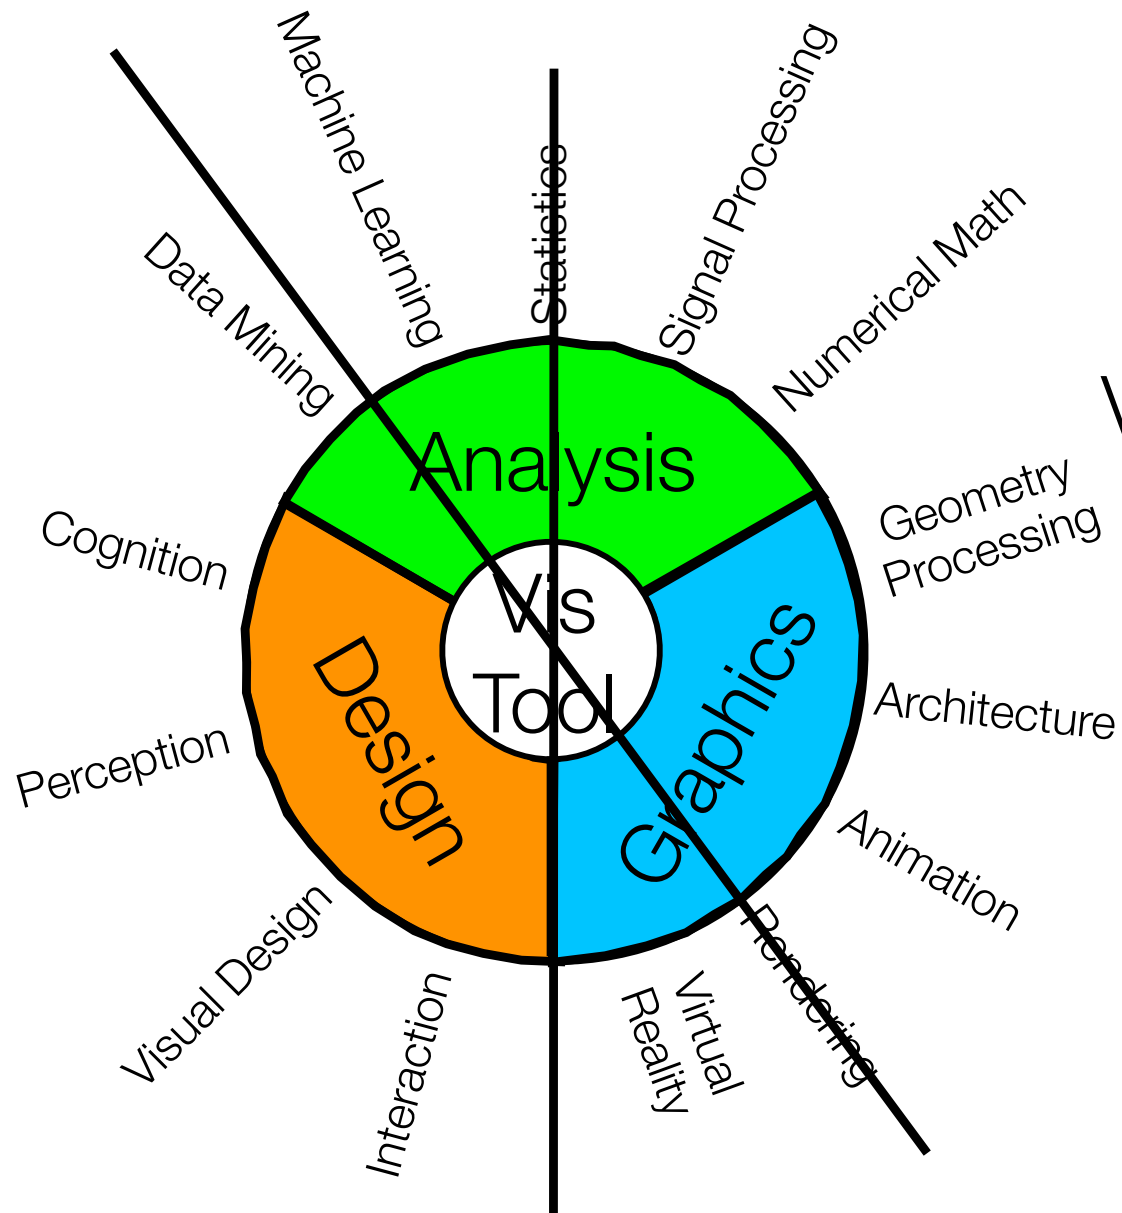 Machine Learning
Statistics
Signal Processing
Numerical Math
Data Mining
Analysis
Geometry
Processing
Cognition
Vis
Tool
Design
Graphics
Architecture
Perception
Animation
Visual Design
Rendering
Interaction
Virtual
Reality